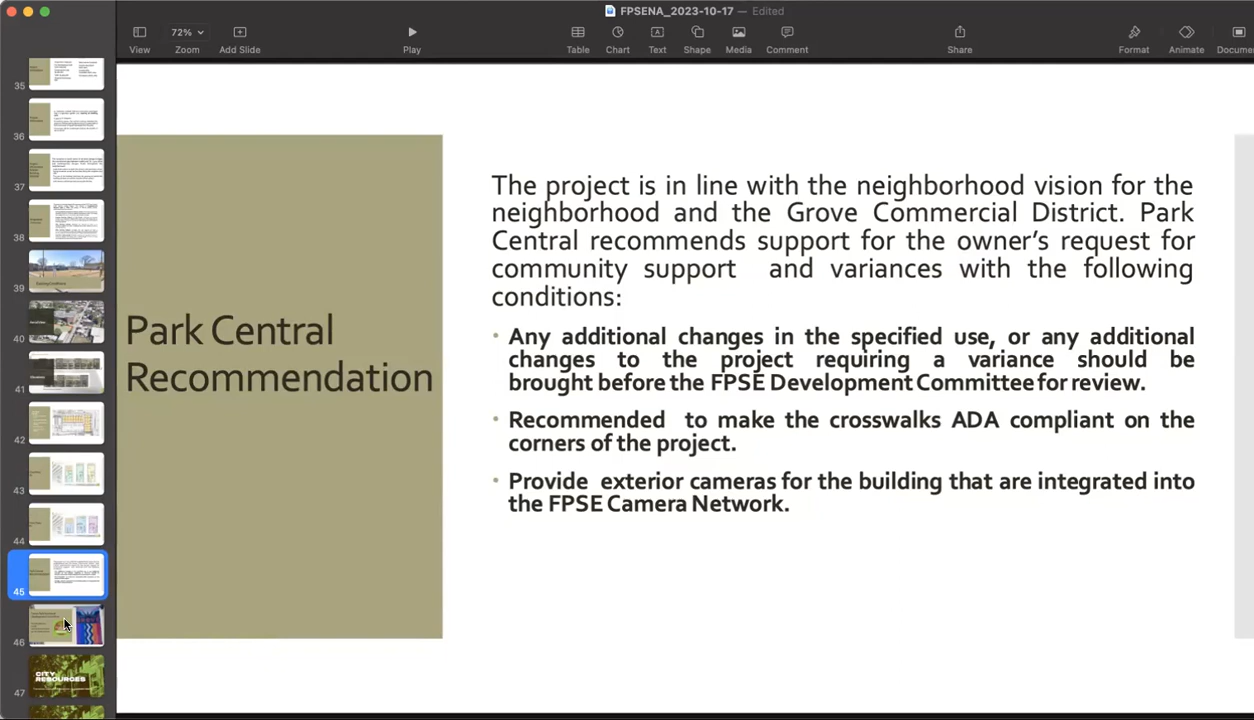 FPSENA_2023-10-17 — Edited
View
72%
Zoom
Add Slide
Play
Table
Chart
Text
Shape
Media
Comment
Share
Format
Animate
Docume
35
36
37
38
39
40
41
42
43
44
45
46
47
CITY
RESOURCES
Park Central
Recommendation
The project is in line with the neighborhood vision for the
neighborhood and the Grove Commercial District. Park
Central recommends support for the owner's request for
community support and variances with the following
conditions:
• Any additional changes in the specified use, or any additional
changes to the project requiring a variance should be
brought before the FPSE Development Committee for review.
• Recommended to make the crosswalks ADA compliant on the
corners of the project.
• Provide exterior cameras for the building that are integrated into
the FPSE Camera Network.